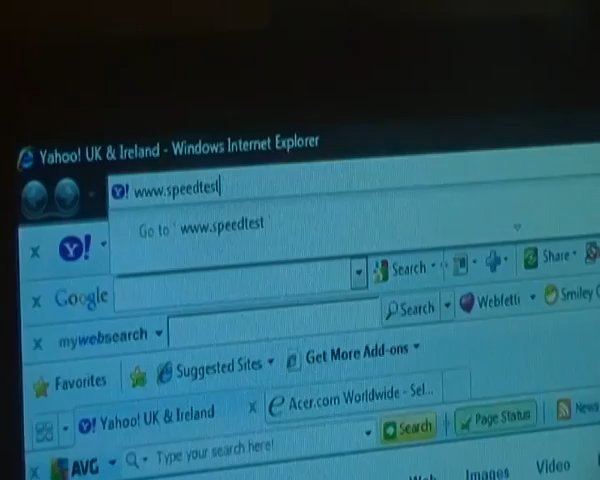 Yahoo! UK & Ireland - Windows Internet Explorer
Y! www.speedtest
Go to ' www.speedtest '
x Y!
Search Share
x Google
Search Webfetti Smiley
x mywebsearch
Favorites Suggested Sites Get More Add-ons
Y! Yahoo! UK & Ireland x Acer.com Worldwide - Sel...
x AVG Type your search here! Search Page Status News
Web Images Video